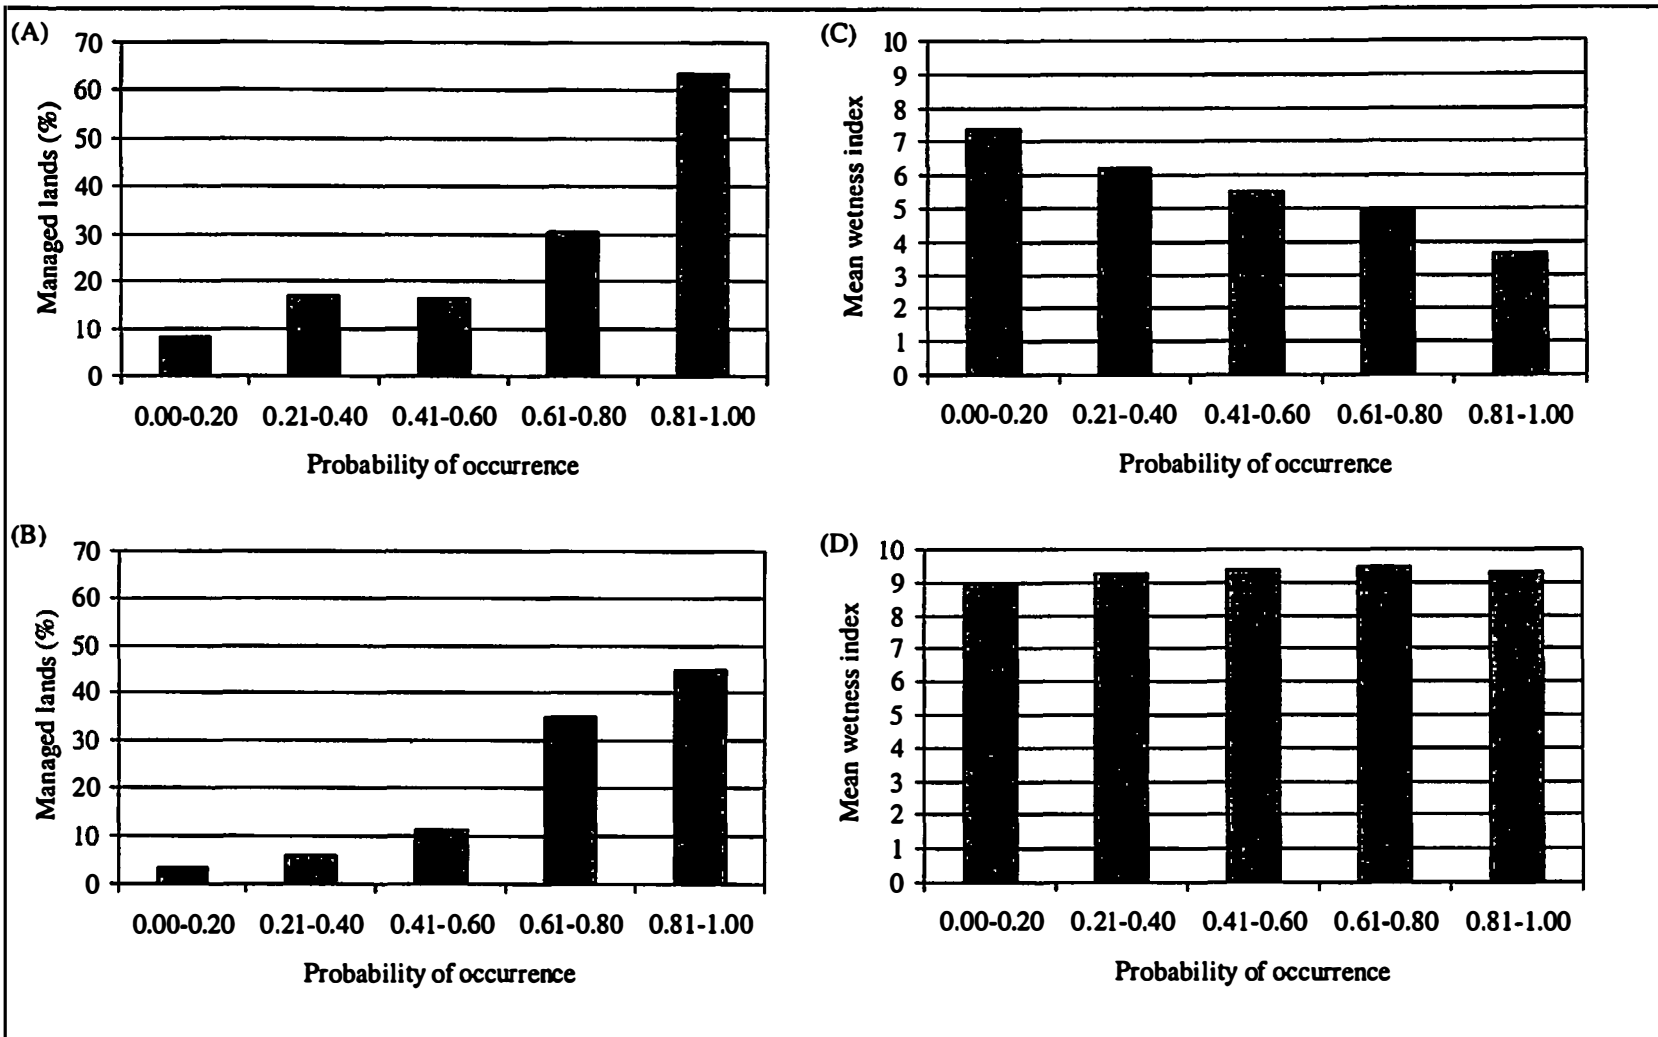 (A)
Managed lands (%)
70
60
50
40
30
20
10
0
0.00-0.20 0.21-0.40 0.41-0.60 0.61-0.80 0.81-1.00
Probability of occurrence
(C)
Mean wetness index
10
9
8
7
6
5
4
3
2
1
0
0.00-0.20 0.21-0.40 0.41-0.60 0.61-0.80 0.81-1.00
Probability of occurrence
(B)
Managed lands (%)
70
60
50
40
30
20
10
0
0.00-0.20 0.21-0.40 0.41-0.60 0.61-0.80 0.81-1.00
Probability of occurrence
(D)
Mean wetness index
10
9
8
7
6
5
4
3
2
1
0
0.00-0.20 0.21-0.40 0.41-0.60 0.61-0.80 0.81-1.00
Probability of occurrence